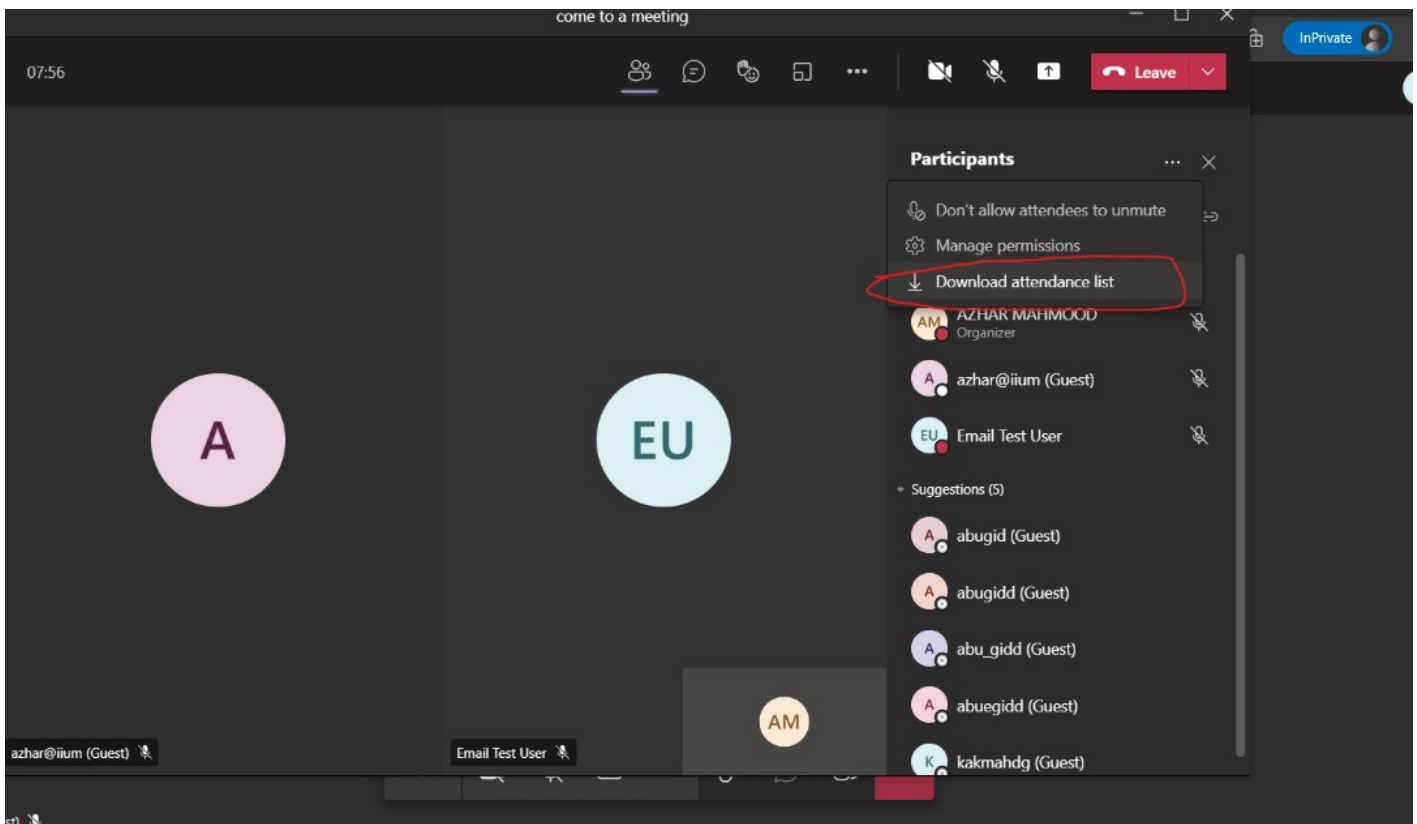 come to a meeting
InPrivate
07:56
Leave
Participants
Don't allow attendees to unmute
Manage permissions
Download attendance list
AM
AZHAR MAHMOOD
Organizer
A
azhar@iium (Guest)
EU
Email Test User
Suggestions (5)
A
abugid (Guest)
A
abugidd (Guest)
A
abu_gidd (Guest)
A
abuegidd (Guest)
K
kakmahdg (Guest)
A
EU
AM
azhar@iium (Guest)
Email Test User